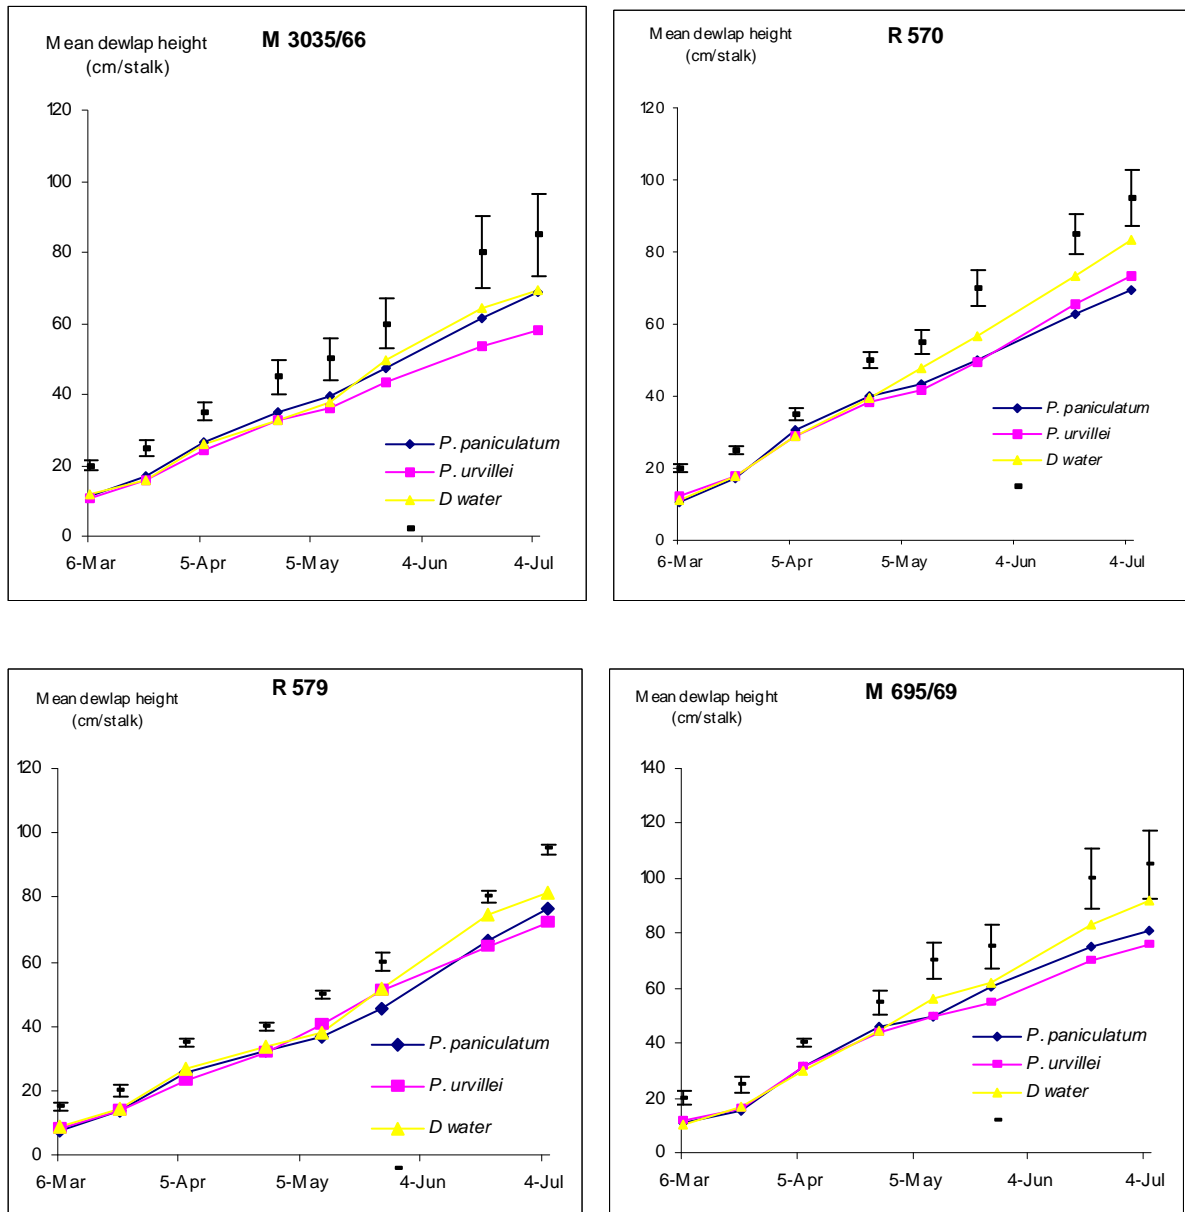 M 3035/66
Mean dewlap height
(cm/stalk)
120
100
80
60
40
20
0
6-Mar 5-Apr 5-May 4-Jun 4-Jul
P. paniculatum
P. urvillei
D water
R 570
Mean dewlap height
(cm/stalk)
120
100
80
60
40
20
0
6-Mar 5-Apr 5-May 4-Jun 4-Jul
P. paniculatum
P. urvillei
D water
R 579
Mean dewlap height
(cm/stalk)
120
100
80
60
40
20
0
6-Mar 5-Apr 5-May 4-Jun 4-Jul
P. paniculatum
P. urvillei
D water
M 695/69
Mean dewlap height
(cm/stalk)
140
120
100
80
60
40
20
0
6-Mar 5-Apr 5-May 4-Jun 4-Jul
P. paniculatum
P. urvillei
D water